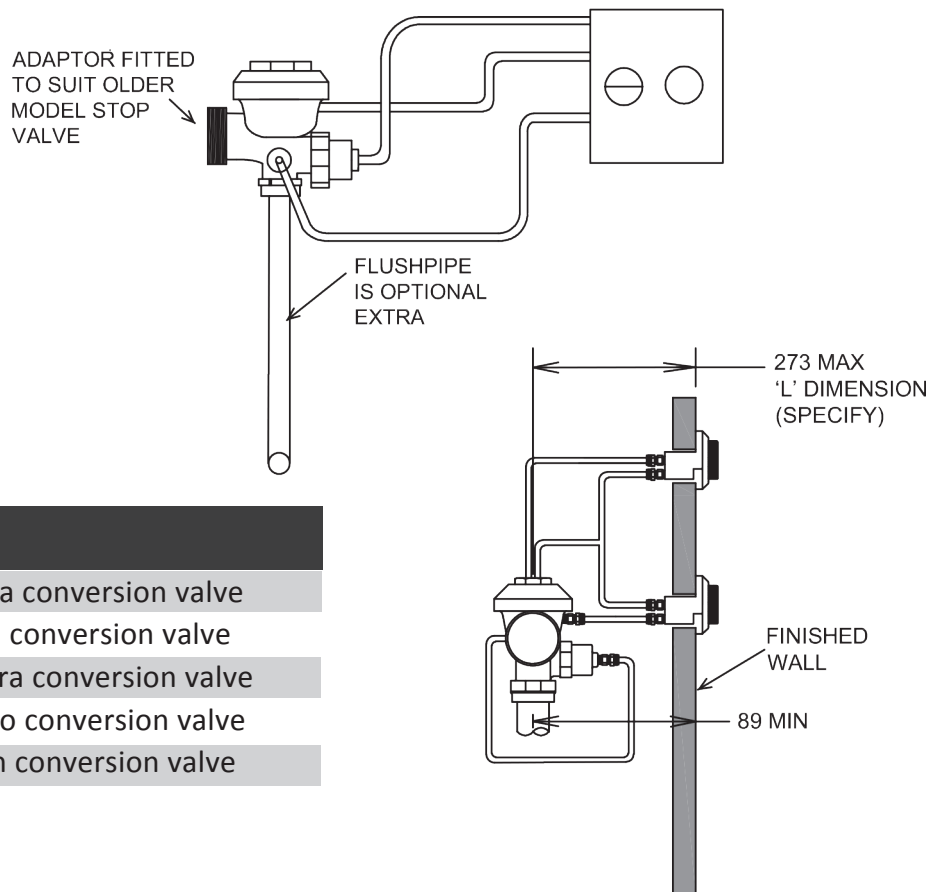 ADAPTOR FITTED
TO SUIT OLDER
MODEL STOP
VALVE
FLUSHPIPE
IS OPTIONAL
EXTRA
273 MAX
'L' DIMENSION
(SPECIFY)
FINISHED
WALL
89 MIN
conversion valve
conversion valve
conversion valve
conversion valve
conversion valve